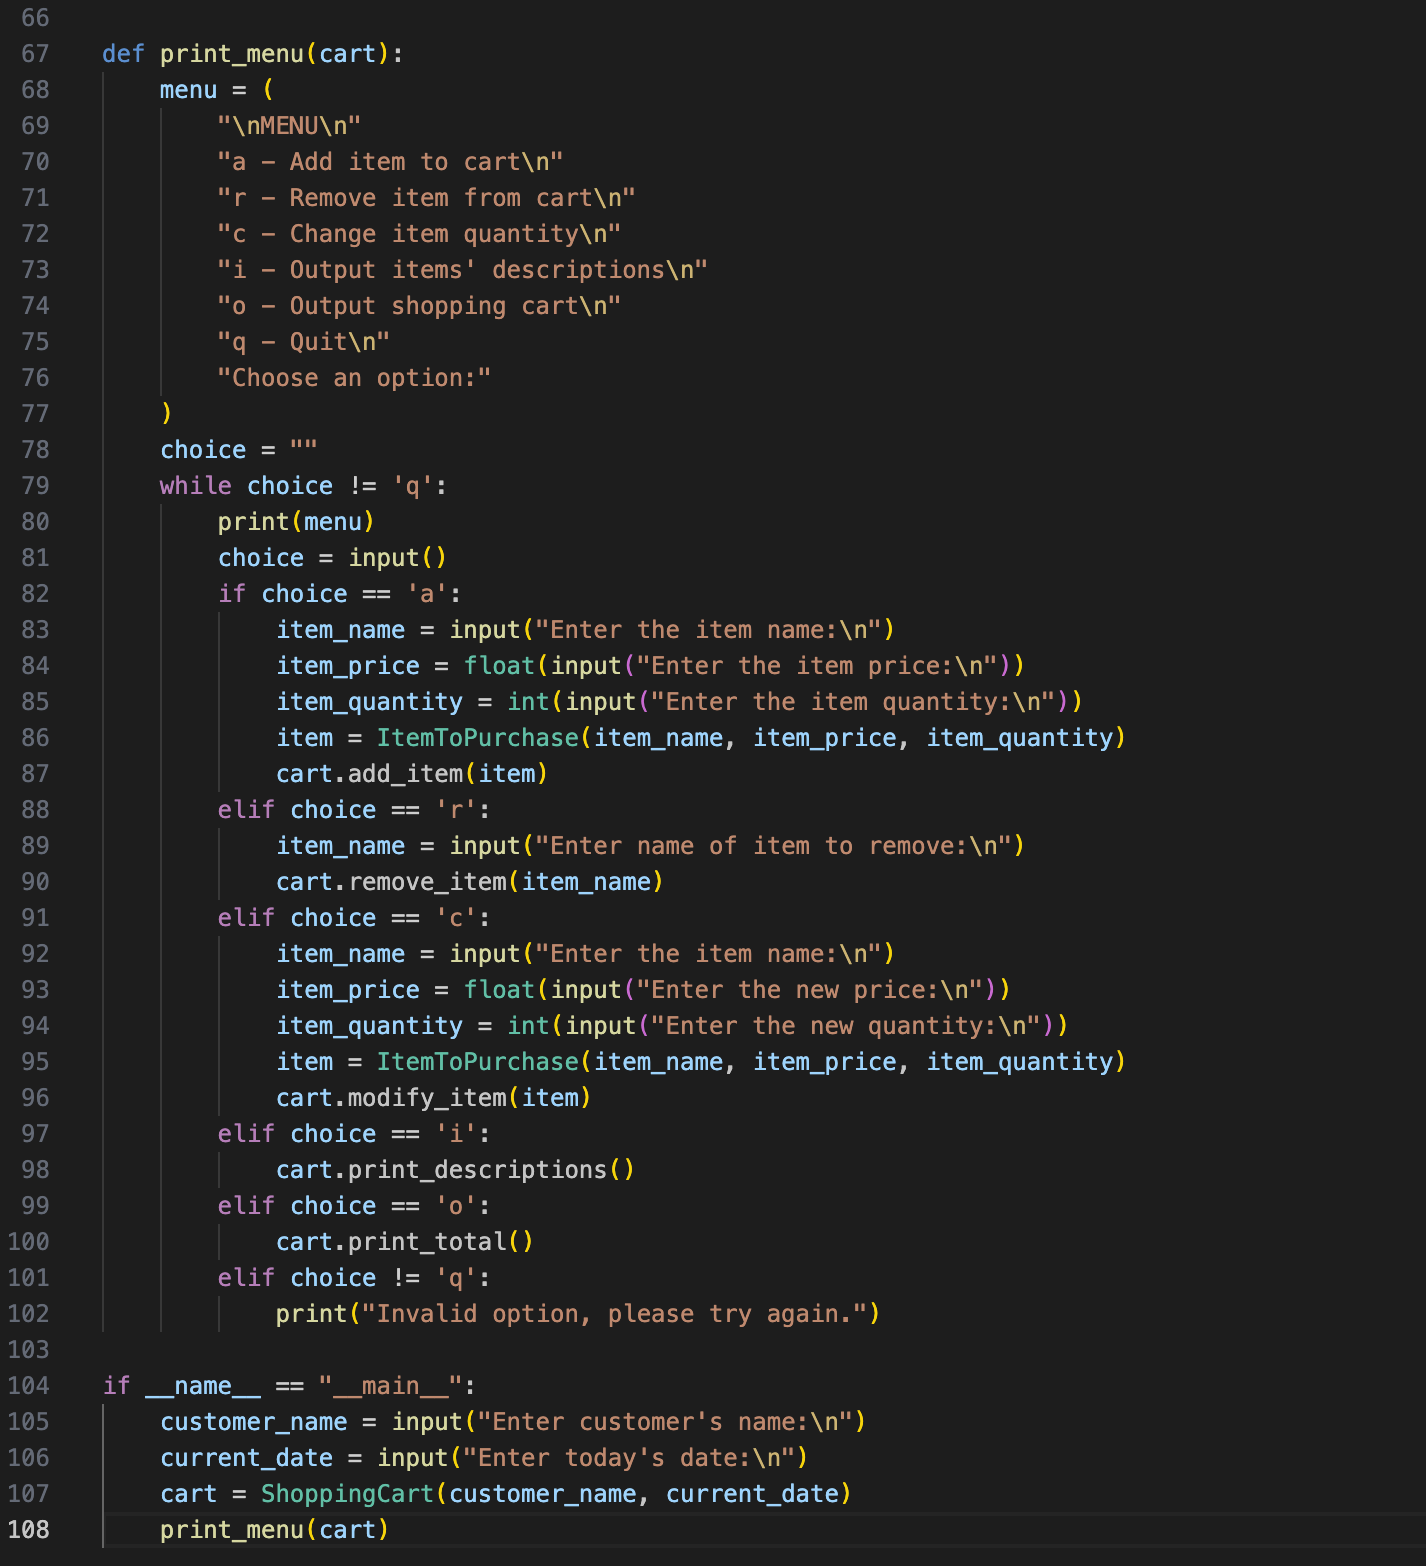 66
67 def print_menu(cart):
68     menu = (
69         "\nMENU\n"
70         "a - Add item to cart\n"
71         "r - Remove item from cart\n"
72         "c - Change item quantity\n"
73         "i - Output items' descriptions\n"
74         "o - Output shopping cart\n"
75         "q - Quit\n"
76         "Choose an option:"
77     )
78     choice = ""
79     while choice != 'q':
80         print(menu)
81         choice = input()
82         if choice == 'a':
83             item_name = input("Enter the item name:\n")
84             item_price = float(input("Enter the item price:\n"))
85             item_quantity = int(input("Enter the item quantity:\n"))
86             item = ItemToPurchase(item_name, item_price, item_quantity)
87             cart.add_item(item)
88         elif choice == 'r':
89             item_name = input("Enter name of item to remove:\n")
90             cart.remove_item(item_name)
91         elif choice == 'c':
92             item_name = input("Enter the item name:\n")
93             item_price = float(input("Enter the new price:\n"))
94             item_quantity = int(input("Enter the new quantity:\n"))
95             item = ItemToPurchase(item_name, item_price, item_quantity)
96             cart.modify_item(item)
97         elif choice == 'i':
98             cart.print_descriptions()
99         elif choice == 'o':
100             cart.print_total()
101         elif choice != 'q':
102             print("Invalid option, please try again.")
103
104 if __name__ == "__main__":
105     customer_name = input("Enter customer's name:\n")
106     current_date = input("Enter today's date:\n")
107     cart = ShoppingCart(customer_name, current_date)
108     print_menu(cart)